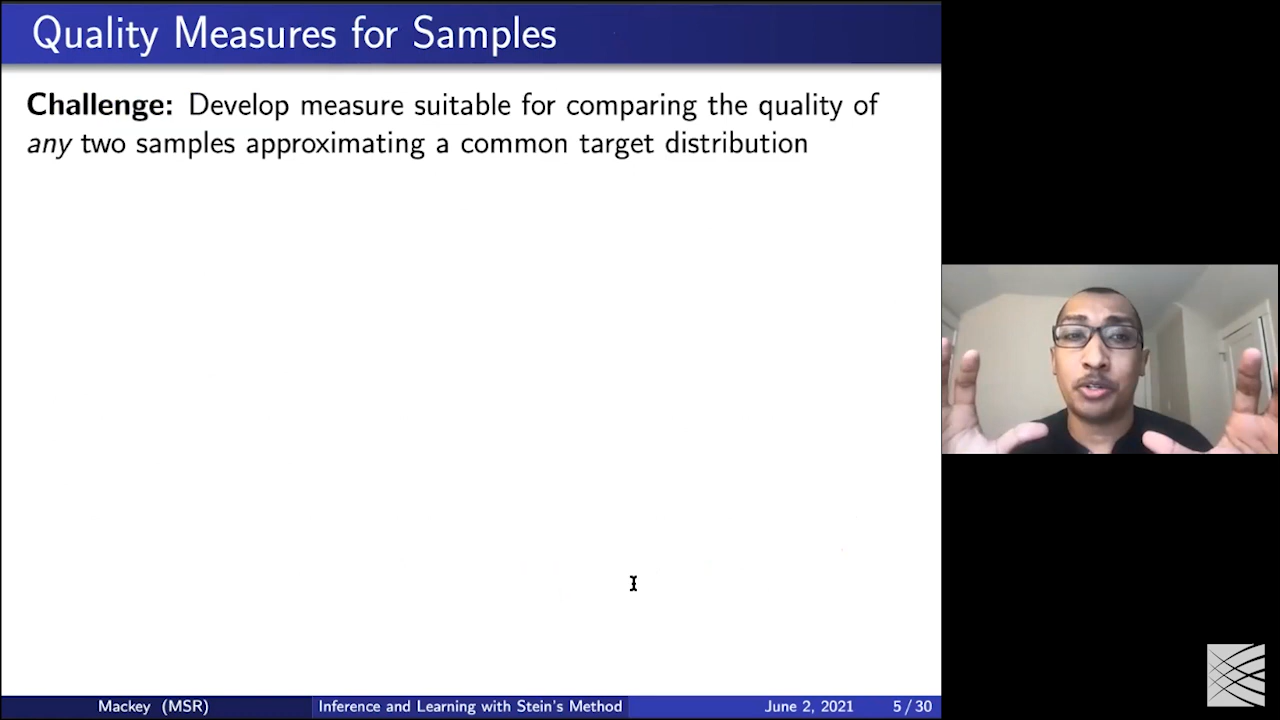 Quality Measures for Samples
Challenge: Develop measure suitable for comparing the quality of
any two samples approximating a common target distribution
Mackey (MSR) Inference and Learning with Stein's Method June 2, 2021 5 / 30